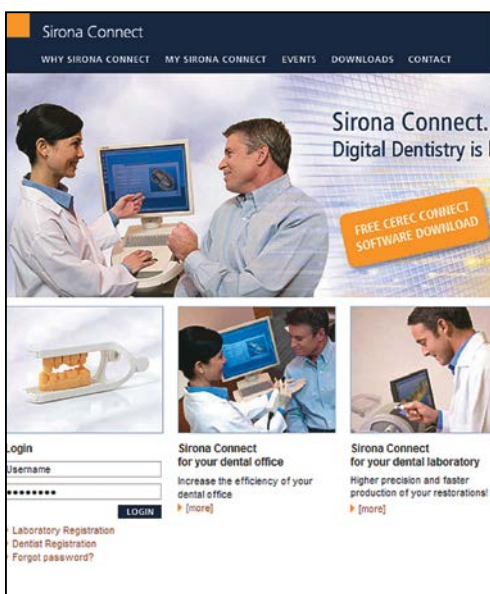 Sirona Connect
WHY SIRONA CONNECT MY SIRONA CONNECT EVENTS DOWNLOADS CONTACT
Sirona Connect.
Digital Dentistry is
FREE CEREC CONNECT
SOFTWARE DOWNLOAD
Login
Username
••••••••
LOGIN
Laboratory Registration
Dentist Registration
Forgot password?
Sirona Connect
for your dental office
Increase the efficiency of your
dental office
[more]
Sirona Connect
for your dental laboratory
Higher precision and faster
production of your restorations!
[more]